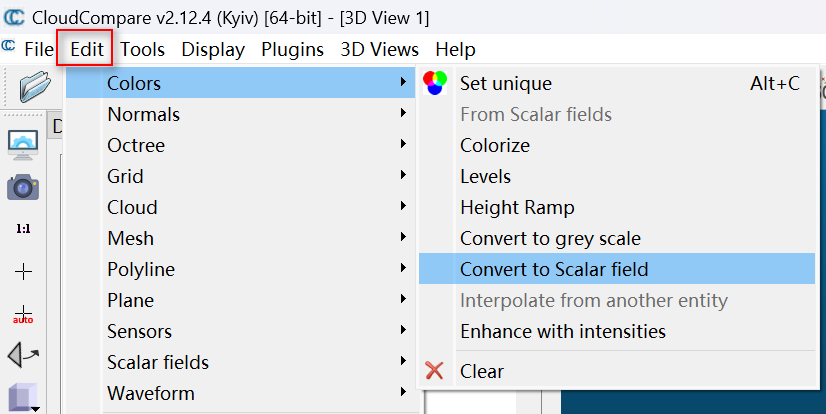 CloudCompare v2.12.4 (Kyiv) [64-bit] - [3D View 1]
File Edit Tools Display Plugins 3D Views Help
Colors
Normals
Octree
Grid
Cloud
Mesh
Polyline
Plane
Sensors
Scalar fields
Waveform
Set unique Alt+C
From Scalar fields
Colorize
Levels
Height Ramp
Convert to grey scale
Convert to Scalar field
Interpolate from another entity
Enhance with intensities
Clear
D
1:1
auto